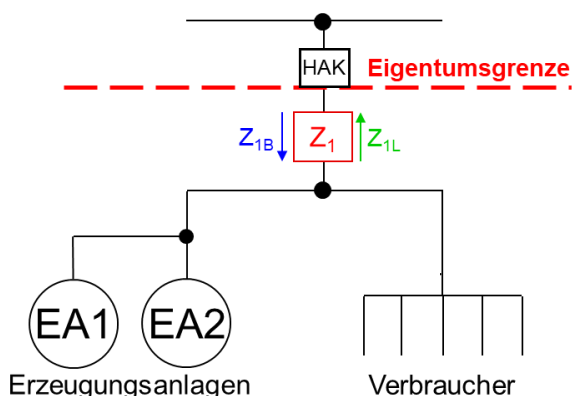 HAK
Eigentumsgrenze
Z1B
Z1
Z1L
EA1
EA2
Erzeugungsanlagen
Verbraucher